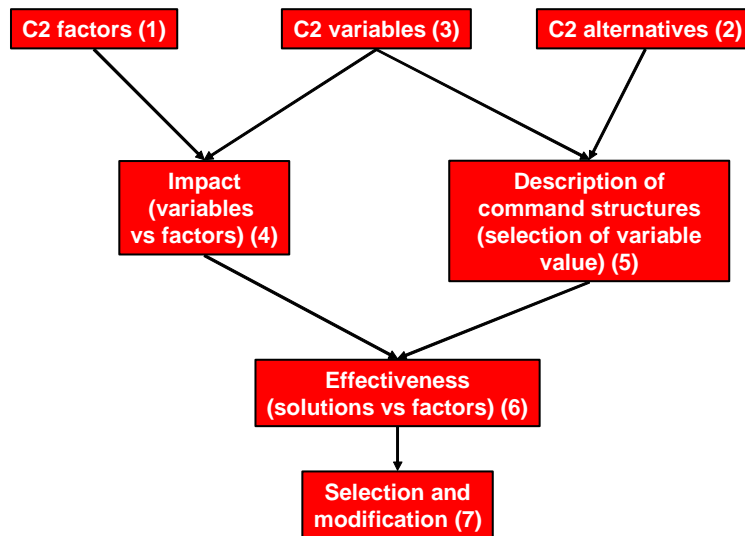 C2 factors (1)
C2 variables (3)
C2 alternatives (2)
Impact
(variables
vs factors) (4)
Description of
command structures
(selection of variable
value) (5)
Effectiveness
(solutions vs factors) (6)
Selection and
modification (7)